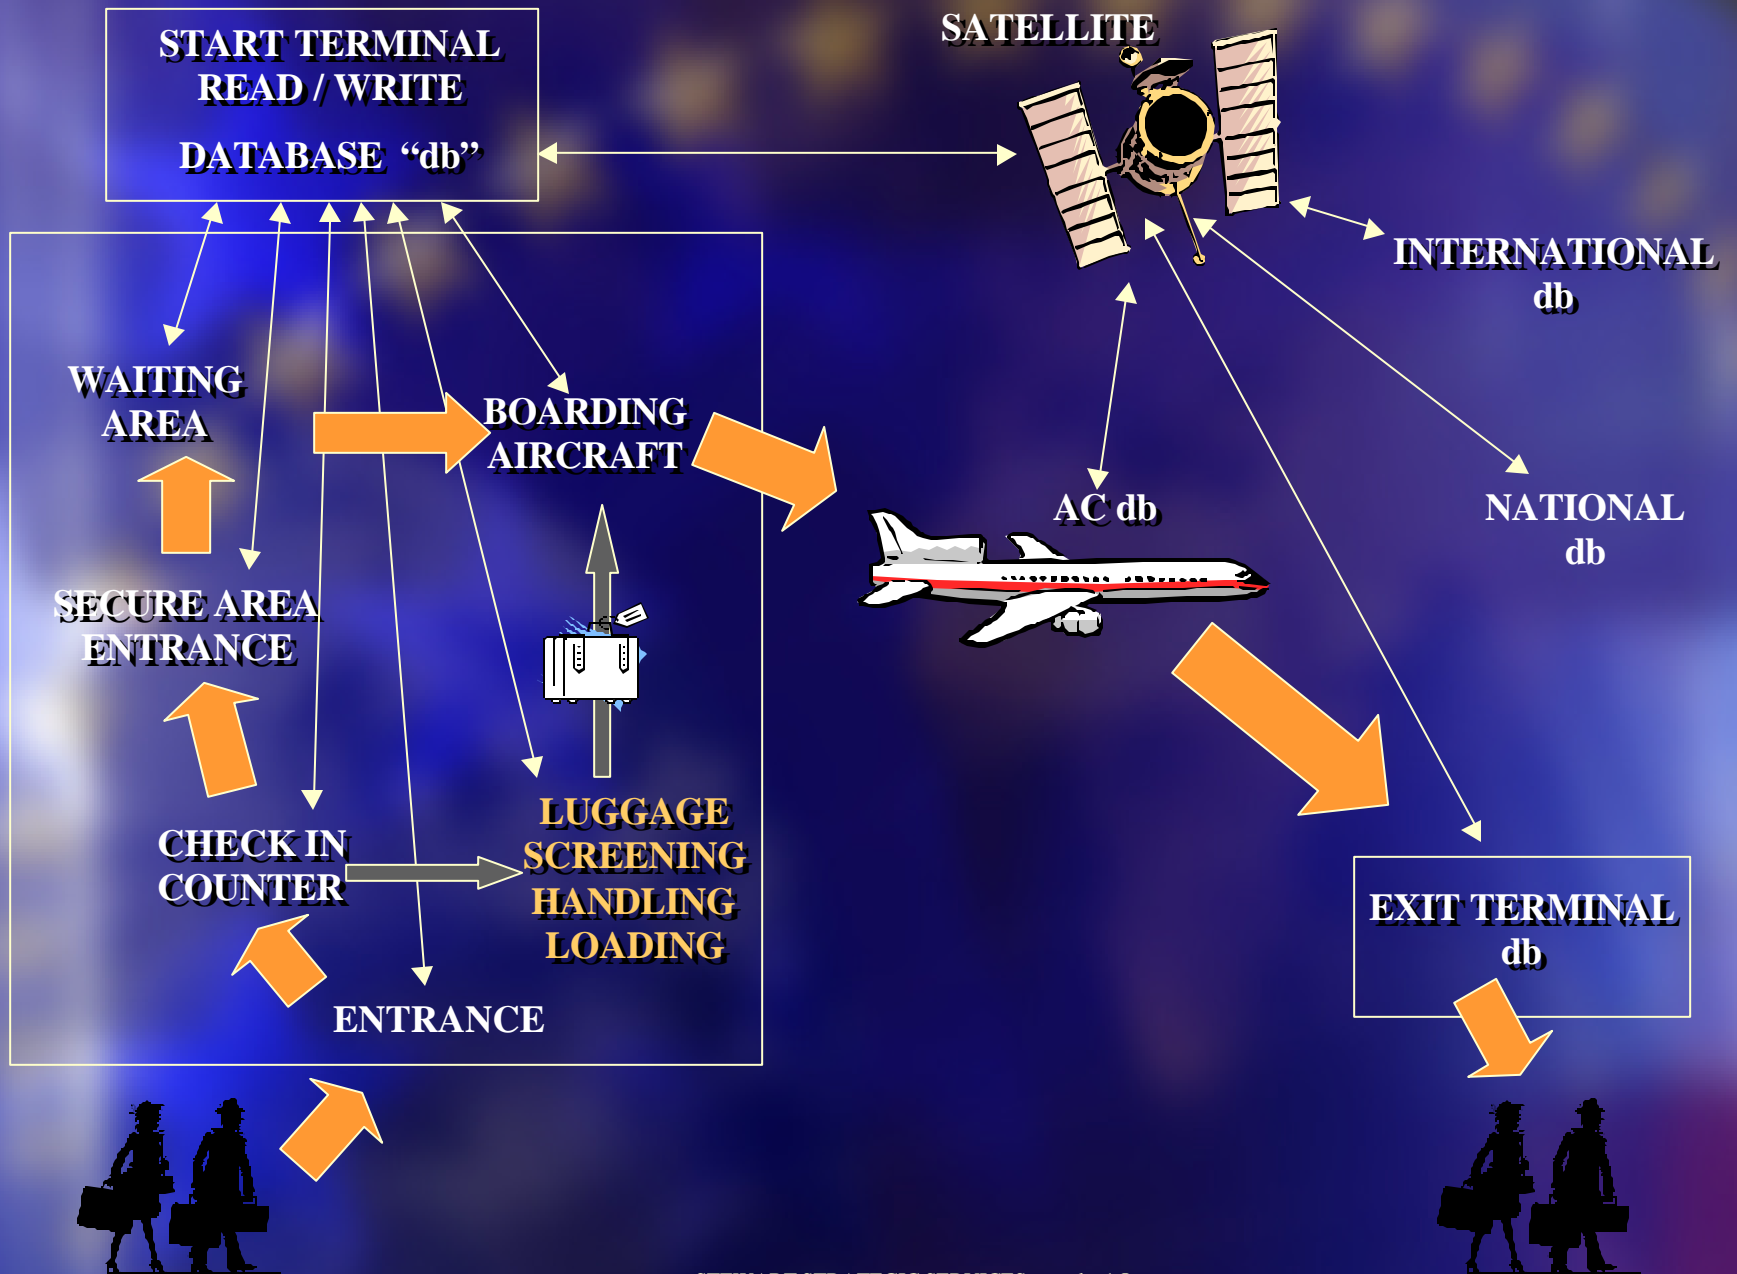 START TERMINAL
READ / WRITE
DATABASE “db”
SATELLITE
INTERNATIONAL
db
WAITING
AREA
BOARDING
AIRCRAFT
AC db
NATIONAL
db
SECURE AREA
ENTRANCE
LUGGAGE
SCREENING
HANDLING
LOADING
CHECK IN
COUNTER
EXIT TERMINAL
db
ENTRANCE